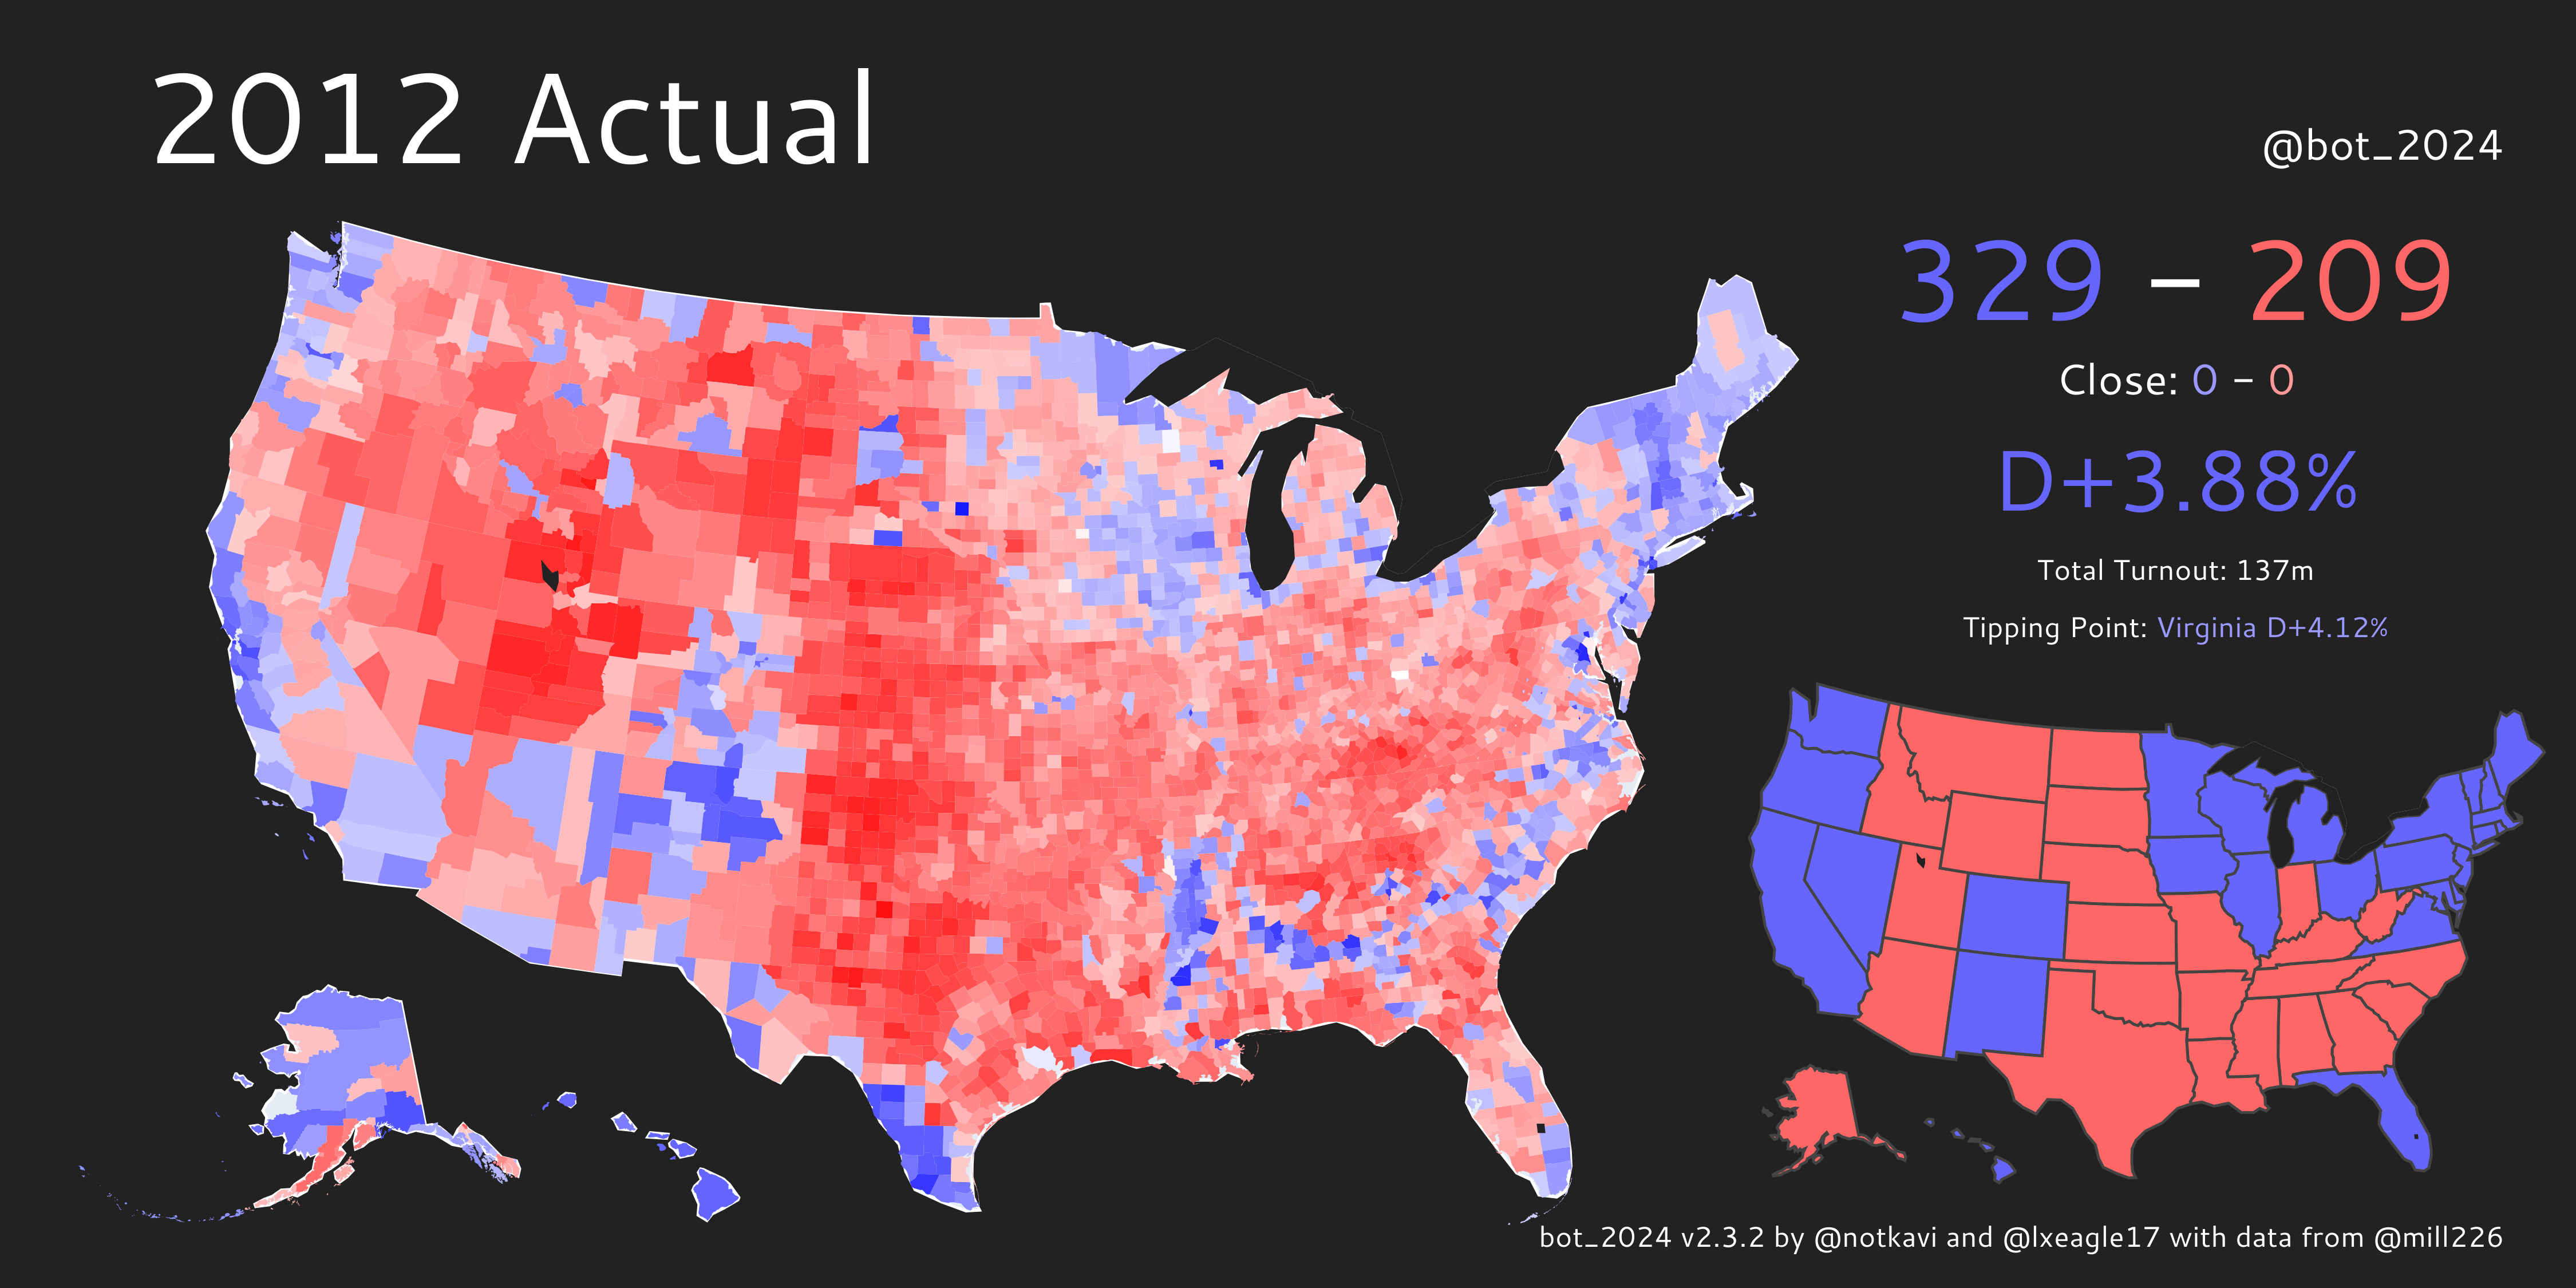 2012 Actual
@bot_2024
329 – 209
Close: 0 – 0
D+3.88%
Total Turnout: 137m
Tipping Point: Virginia D+4.12%
bot_2024 v2.3.2 by @notkavi and @lxeagle17 with data from @mill226